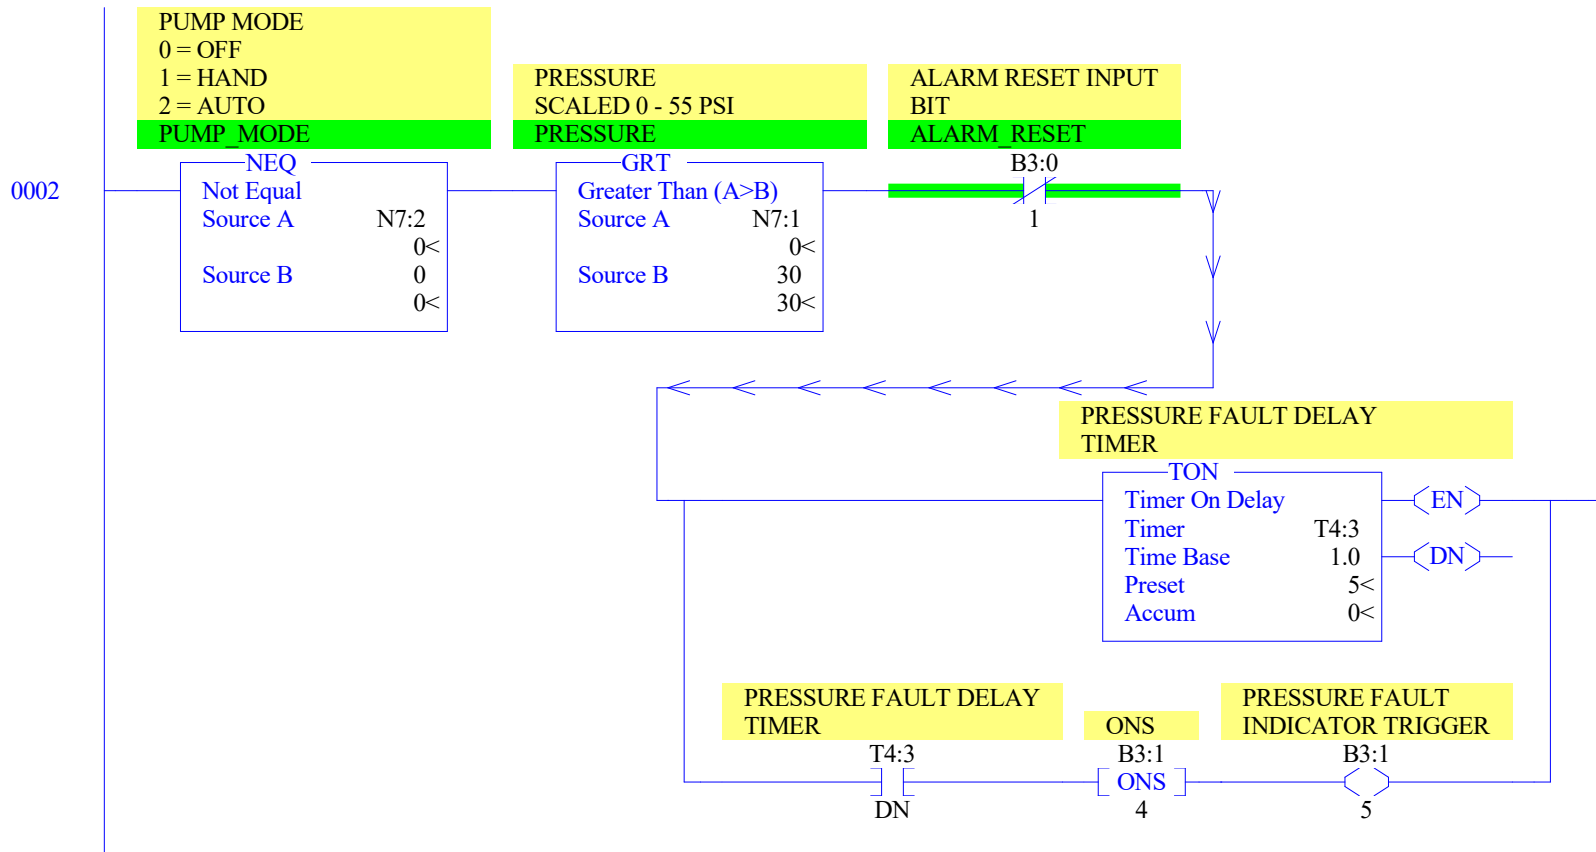 PUMP MODE
0 = OFF
1 = HAND
2 = AUTO
PUMP_MODE
PRESSURE
SCALED 0 - 55 PSI
PRESSURE
ALARM RESET INPUT
BIT
ALARM_RESET
0002
NEQ
Not Equal
Source A N7:2
0<
Source B 0
0<
GRT
Greater Than (A>B)
Source A N7:1
0<
Source B 30
30<
B3:0
1
PRESSURE FAULT DELAY
TIMER
TON
Timer On Delay
Timer T4:3
Time Base 1.0
Preset 5<
Accum 0<
EN
DN
PRESSURE FAULT DELAY
TIMER
T4:3
DN
ONS
B3:1
ONS
4
PRESSURE FAULT
INDICATOR TRIGGER
B3:1
5